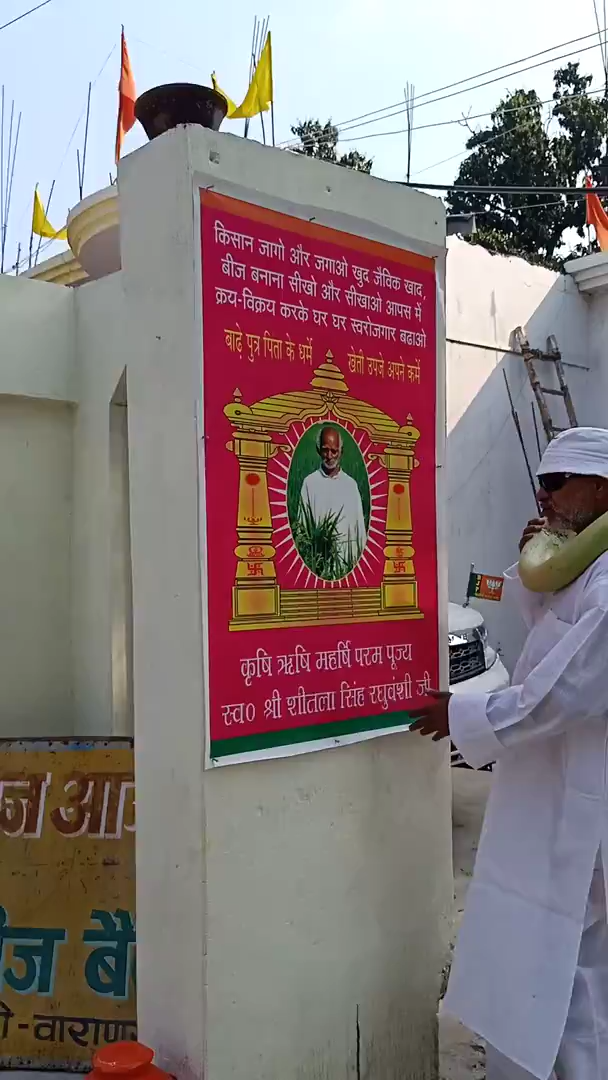 किसान जागो और जगाओ खुद जैविक खाद,
बीज बनाना सीखो और सीखाओ आपस में
क्रय-विक्रय करके घर घर स्वरोजगार बढाओ
बाढ़े पुत्र पिता के धर्मे खेती उपजे अपने कर्मे
कृषि ऋषि महर्षि परम पूज्य
स्व० श्री शीतला सिंह रघुवंशी जी